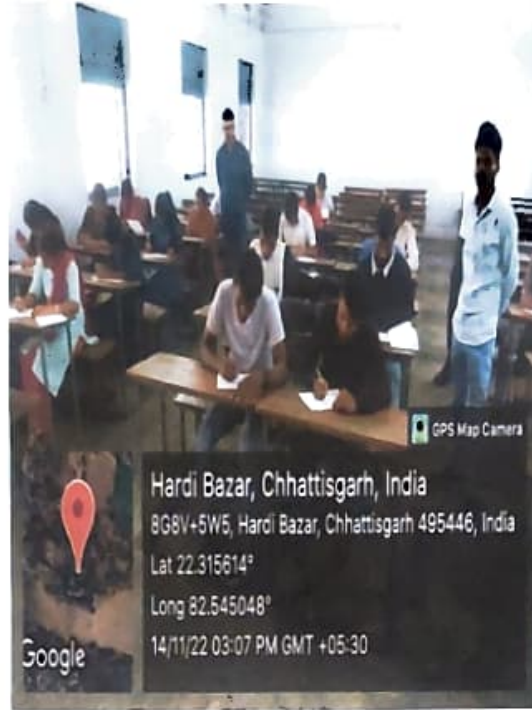 GPS Map Camera
Hardi Bazar, Chhattisgarh, India
8G8V+5W5, Hardi Bazar, Chhattisgarh 495446, India
Lat 22.315614°
Long 82.545048°
14/11/22 03:07 PM GMT +05:30
Google